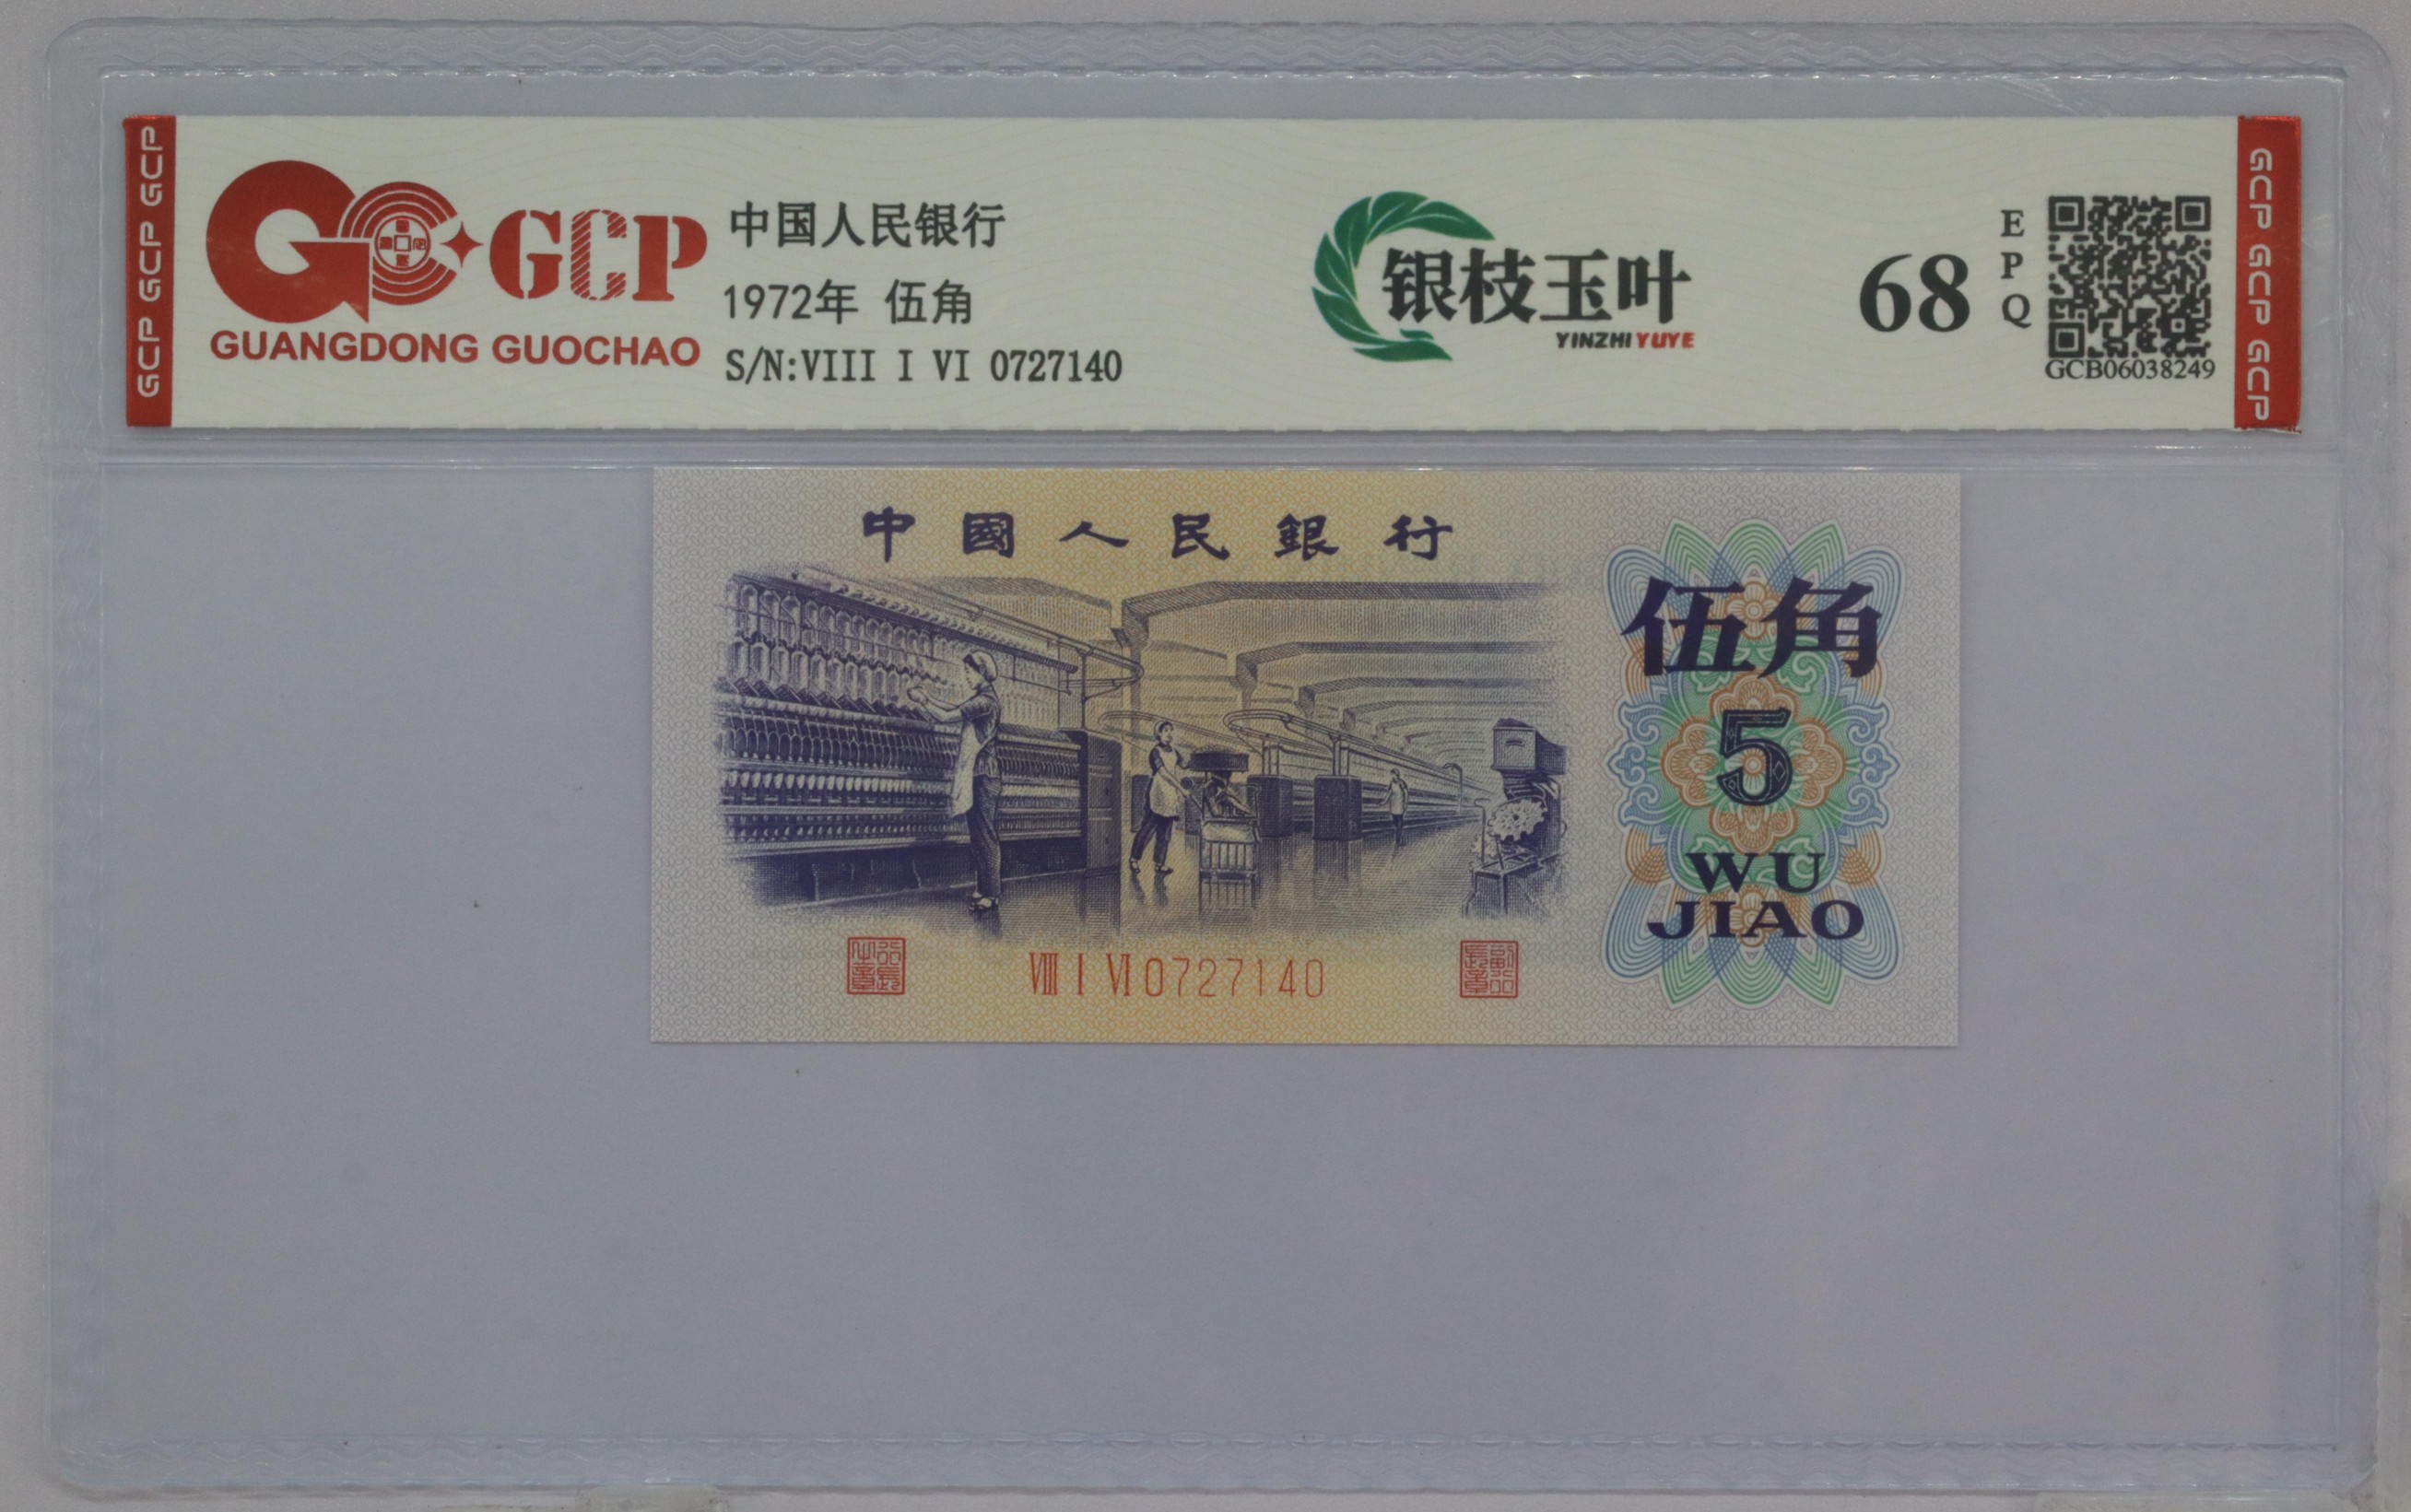 GCP GCP GCP
GCP
GUANGDONG GUOCHAO
中国人民银行
1972年 伍角
S/N:VIII I VI 0727140
银枝玉叶
YINZHI YUYE
68
EPQ
GCB06038249
GCP GCP GCP
中國人民銀行
伍角
5
WU
JIAO
VIII I VI 0727140